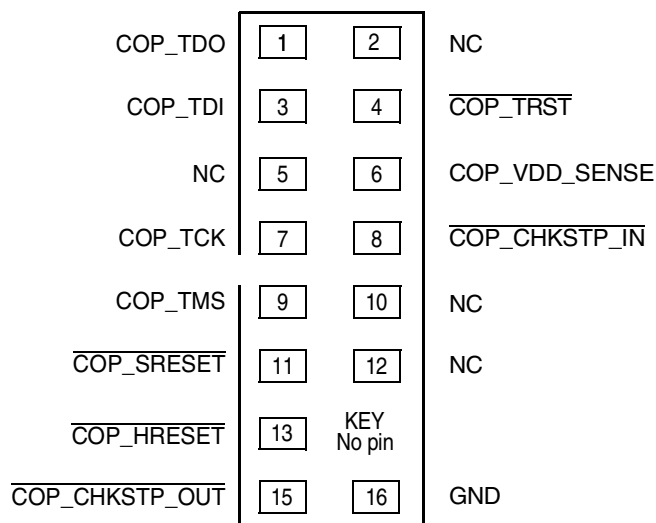 COP_TDO 1 2 NC
COP_TDI 3 4 COP_TRST
NC 5 6 COP_VDD_SENSE
COP_TCK 7 8 COP_CHKSTP_IN
COP_TMS 9 10 NC
COP_SRESET 11 12 NC
COP_HRESET 13 KEY
No pin
COP_CHKSTP_OUT 15 16 GND